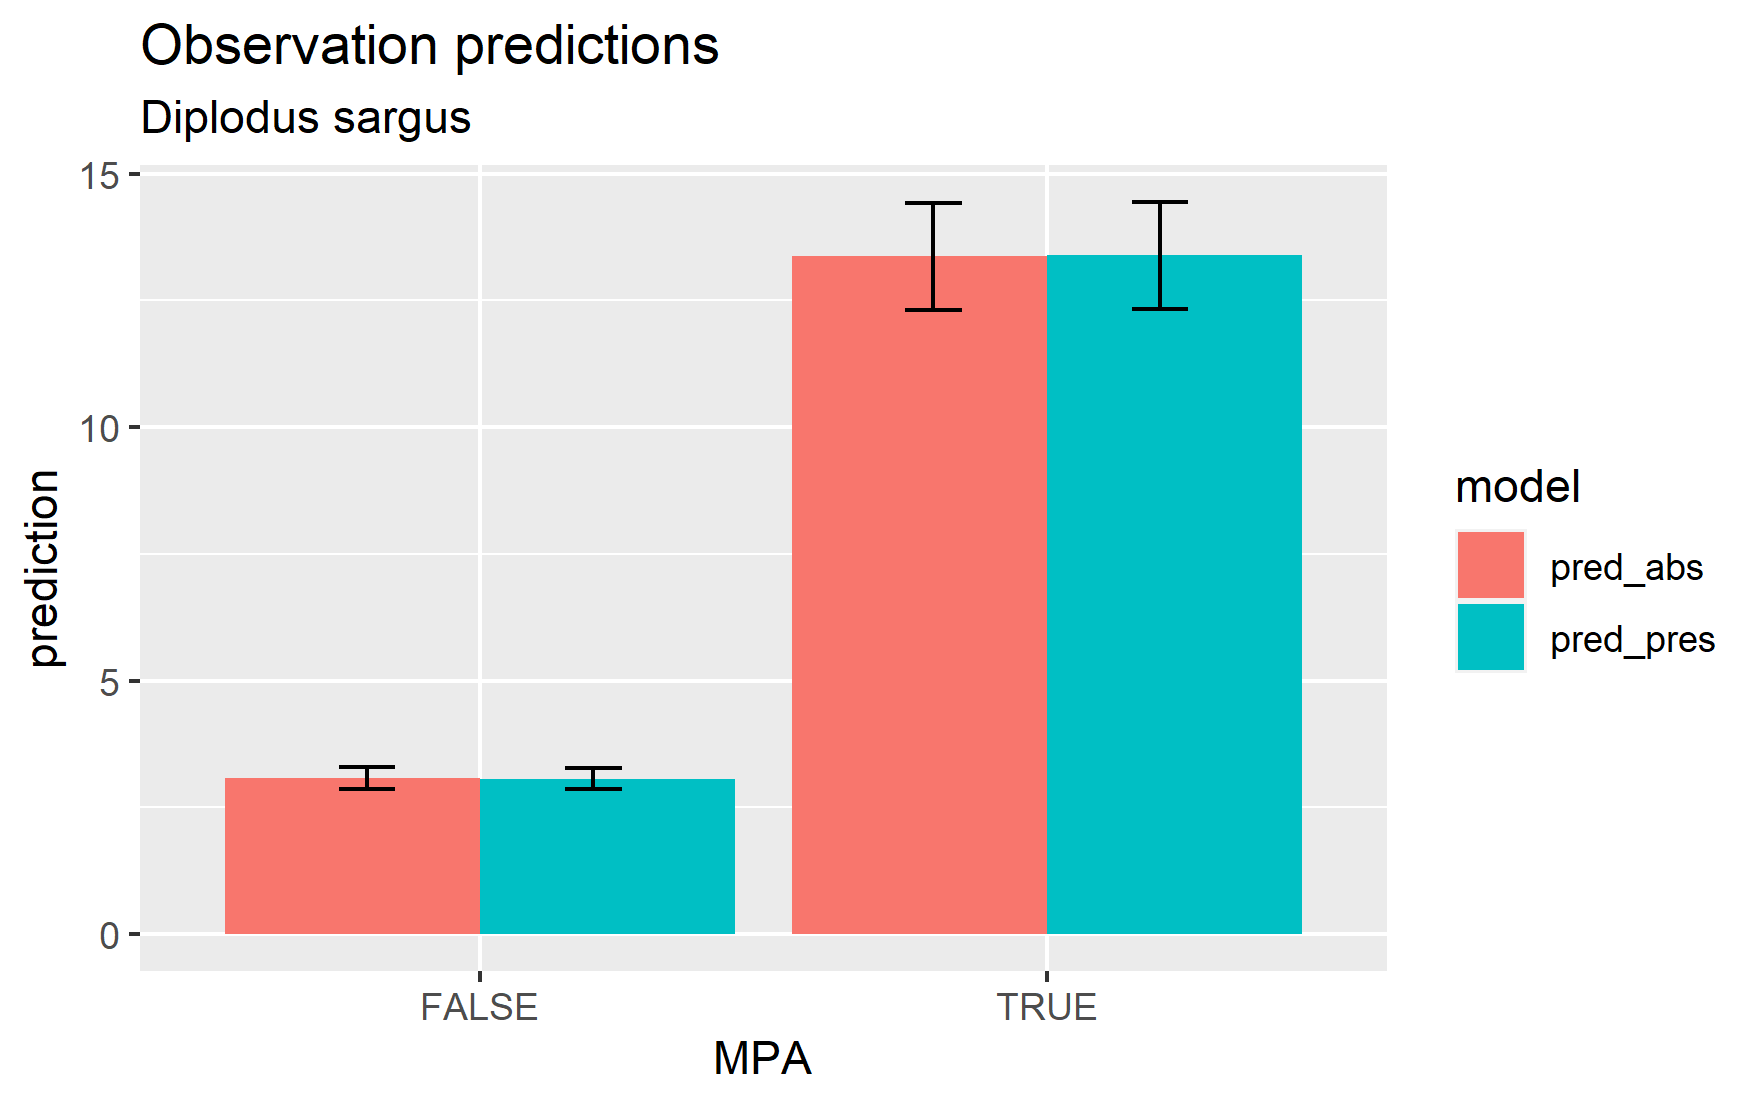 Observation predictions
Diplodus sargus
15
10
5
0
prediction
FALSE
TRUE
MPA
model
pred_abs
pred_pres